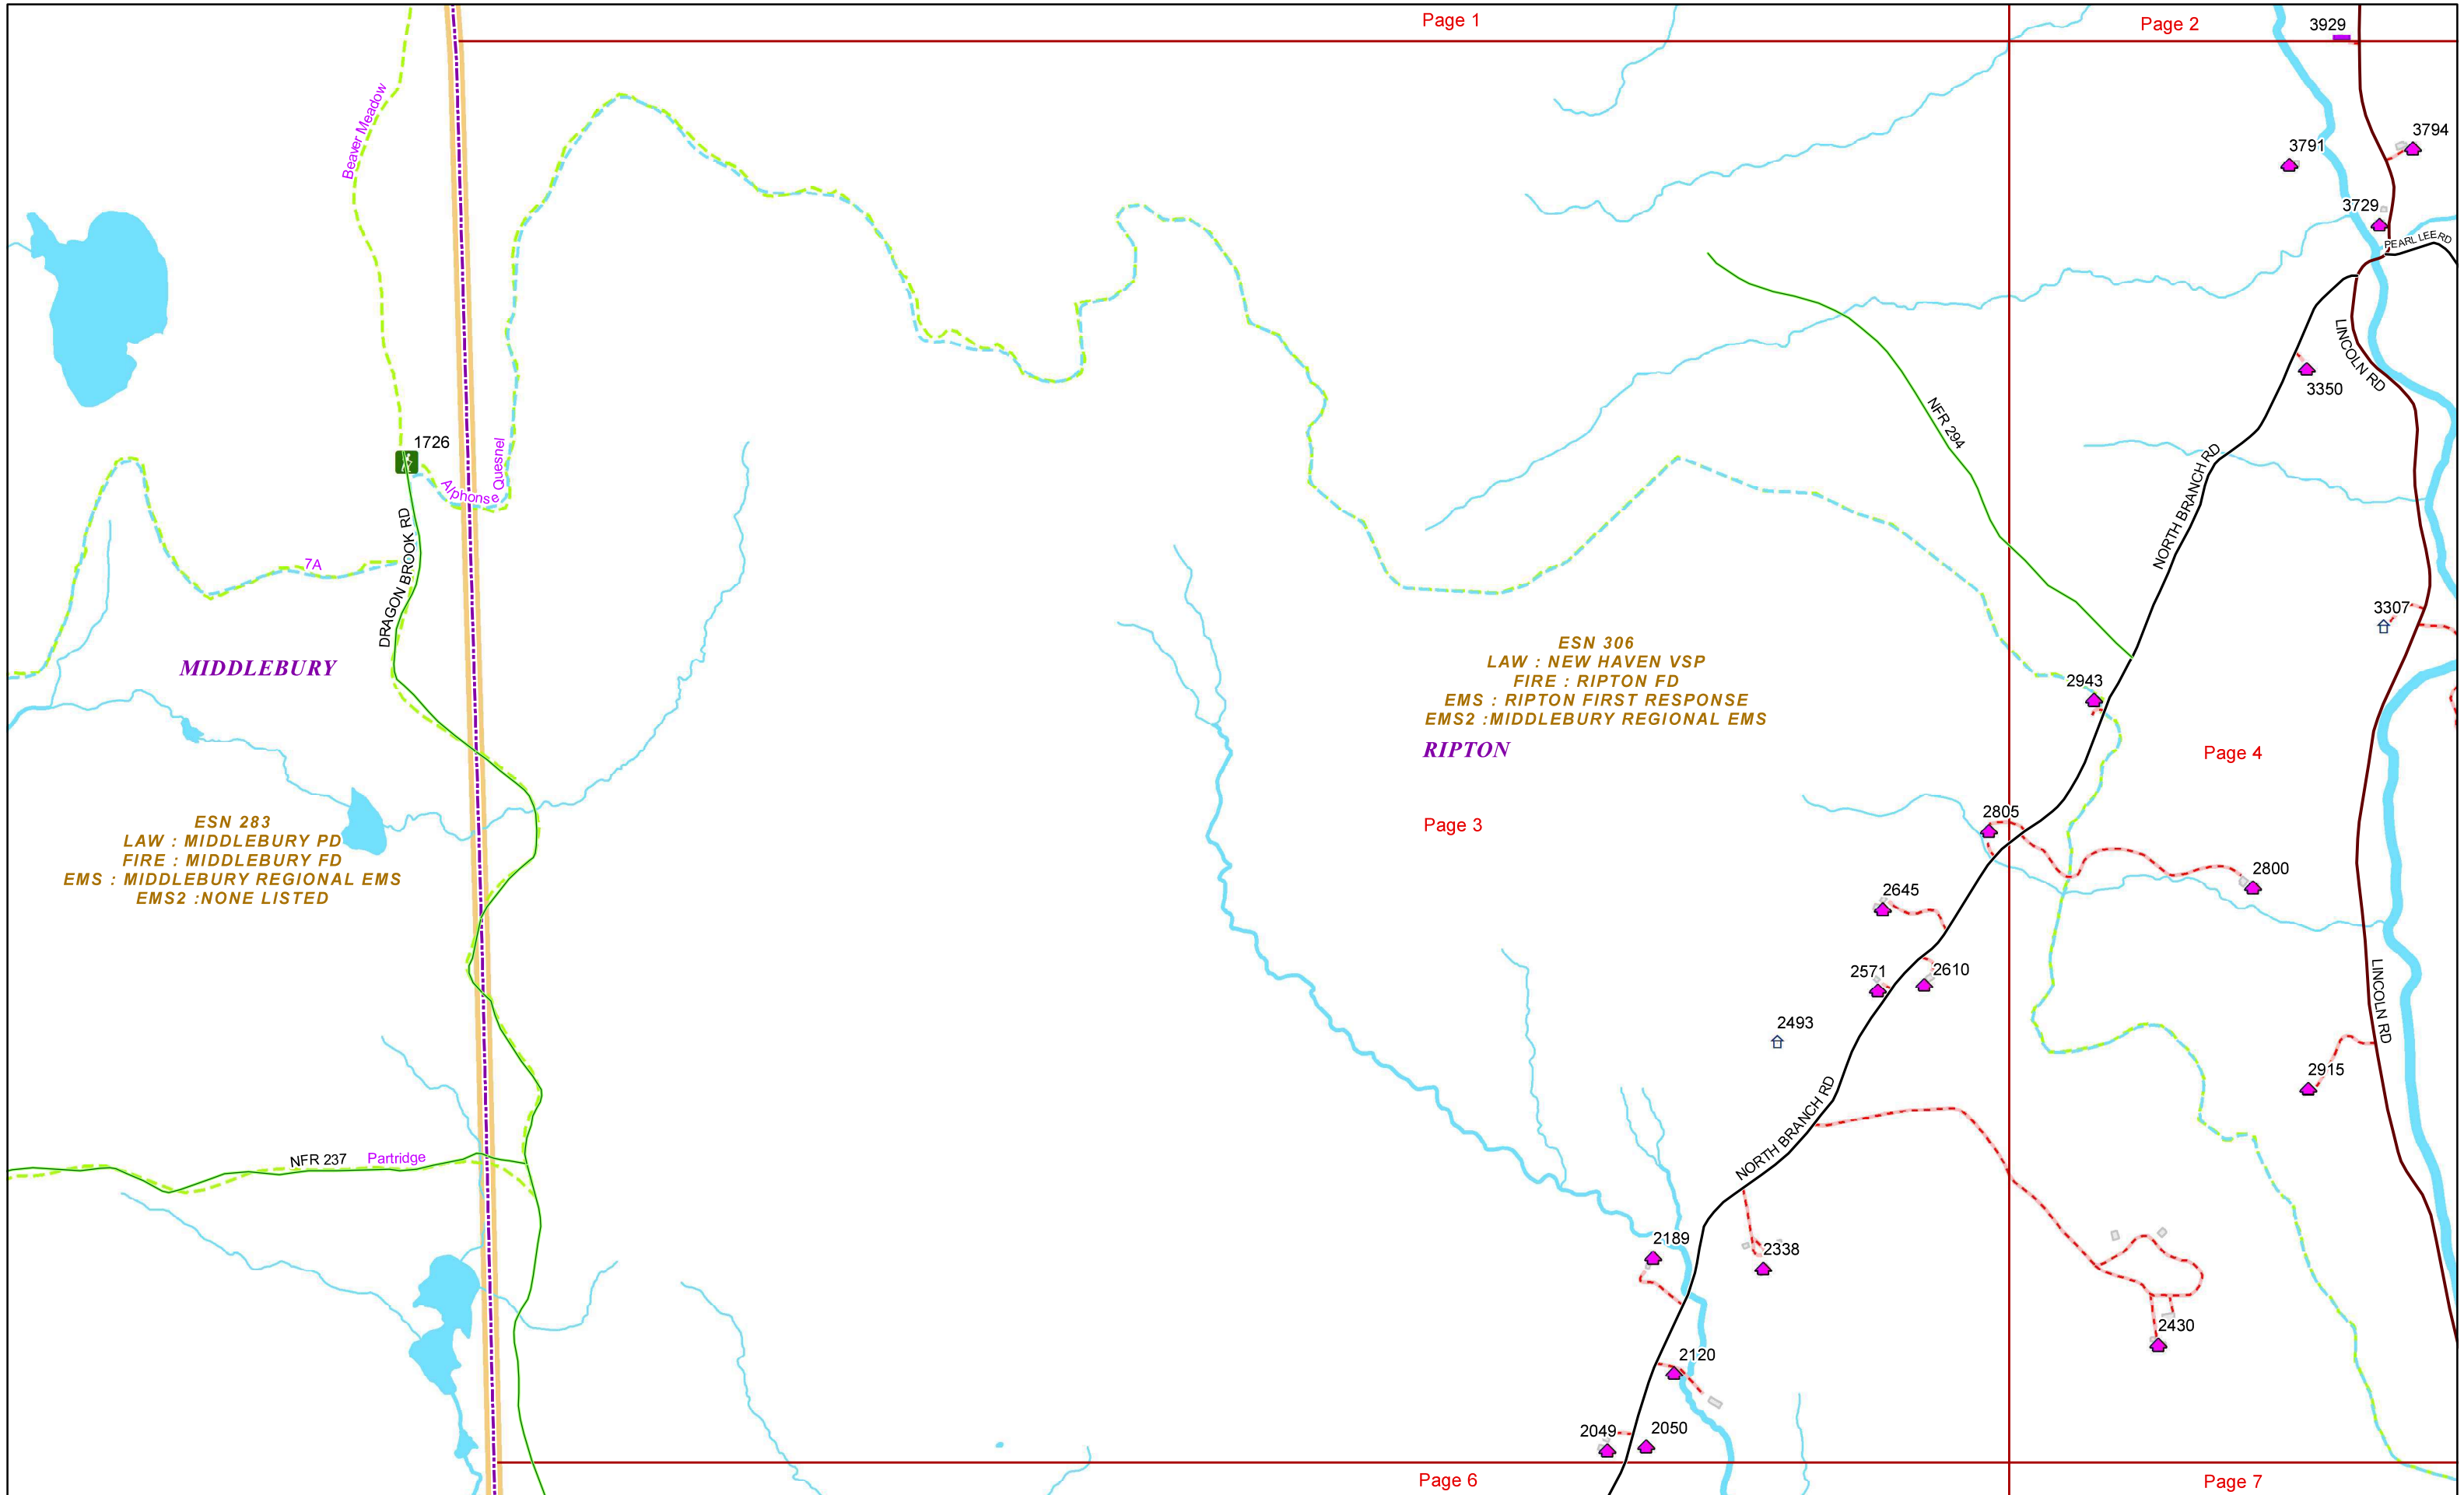 Page 1
Page 2
3929
Beaver Meadow
3794
3791
3729
PEARL LEE RD
LINCOLN RD
3350
NFR 294
1726
Alphonse Quesnel
NORTH BRANCH RD
DRAGON BROOK RD
7A
3307
MIDDLEBURY
ESN 306
LAW : NEW HAVEN VSP
FIRE : RIPTON FD
EMS : RIPTON FIRST RESPONSE
EMS2 :MIDDLEBURY REGIONAL EMS
RIPTON
2943
Page 4
Page 3
2805
ESN 283
LAW : MIDDLEBURY PD
FIRE : MIDDLEBURY FD
EMS : MIDDLEBURY REGIONAL EMS
EMS2 :NONE LISTED
2800
2645
2571
2610
LINCOLN RD
2493
2915
NORTH BRANCH RD
NFR 237
Partridge
2189
2338
2430
2120
2049
2050
Page 6
Page 7